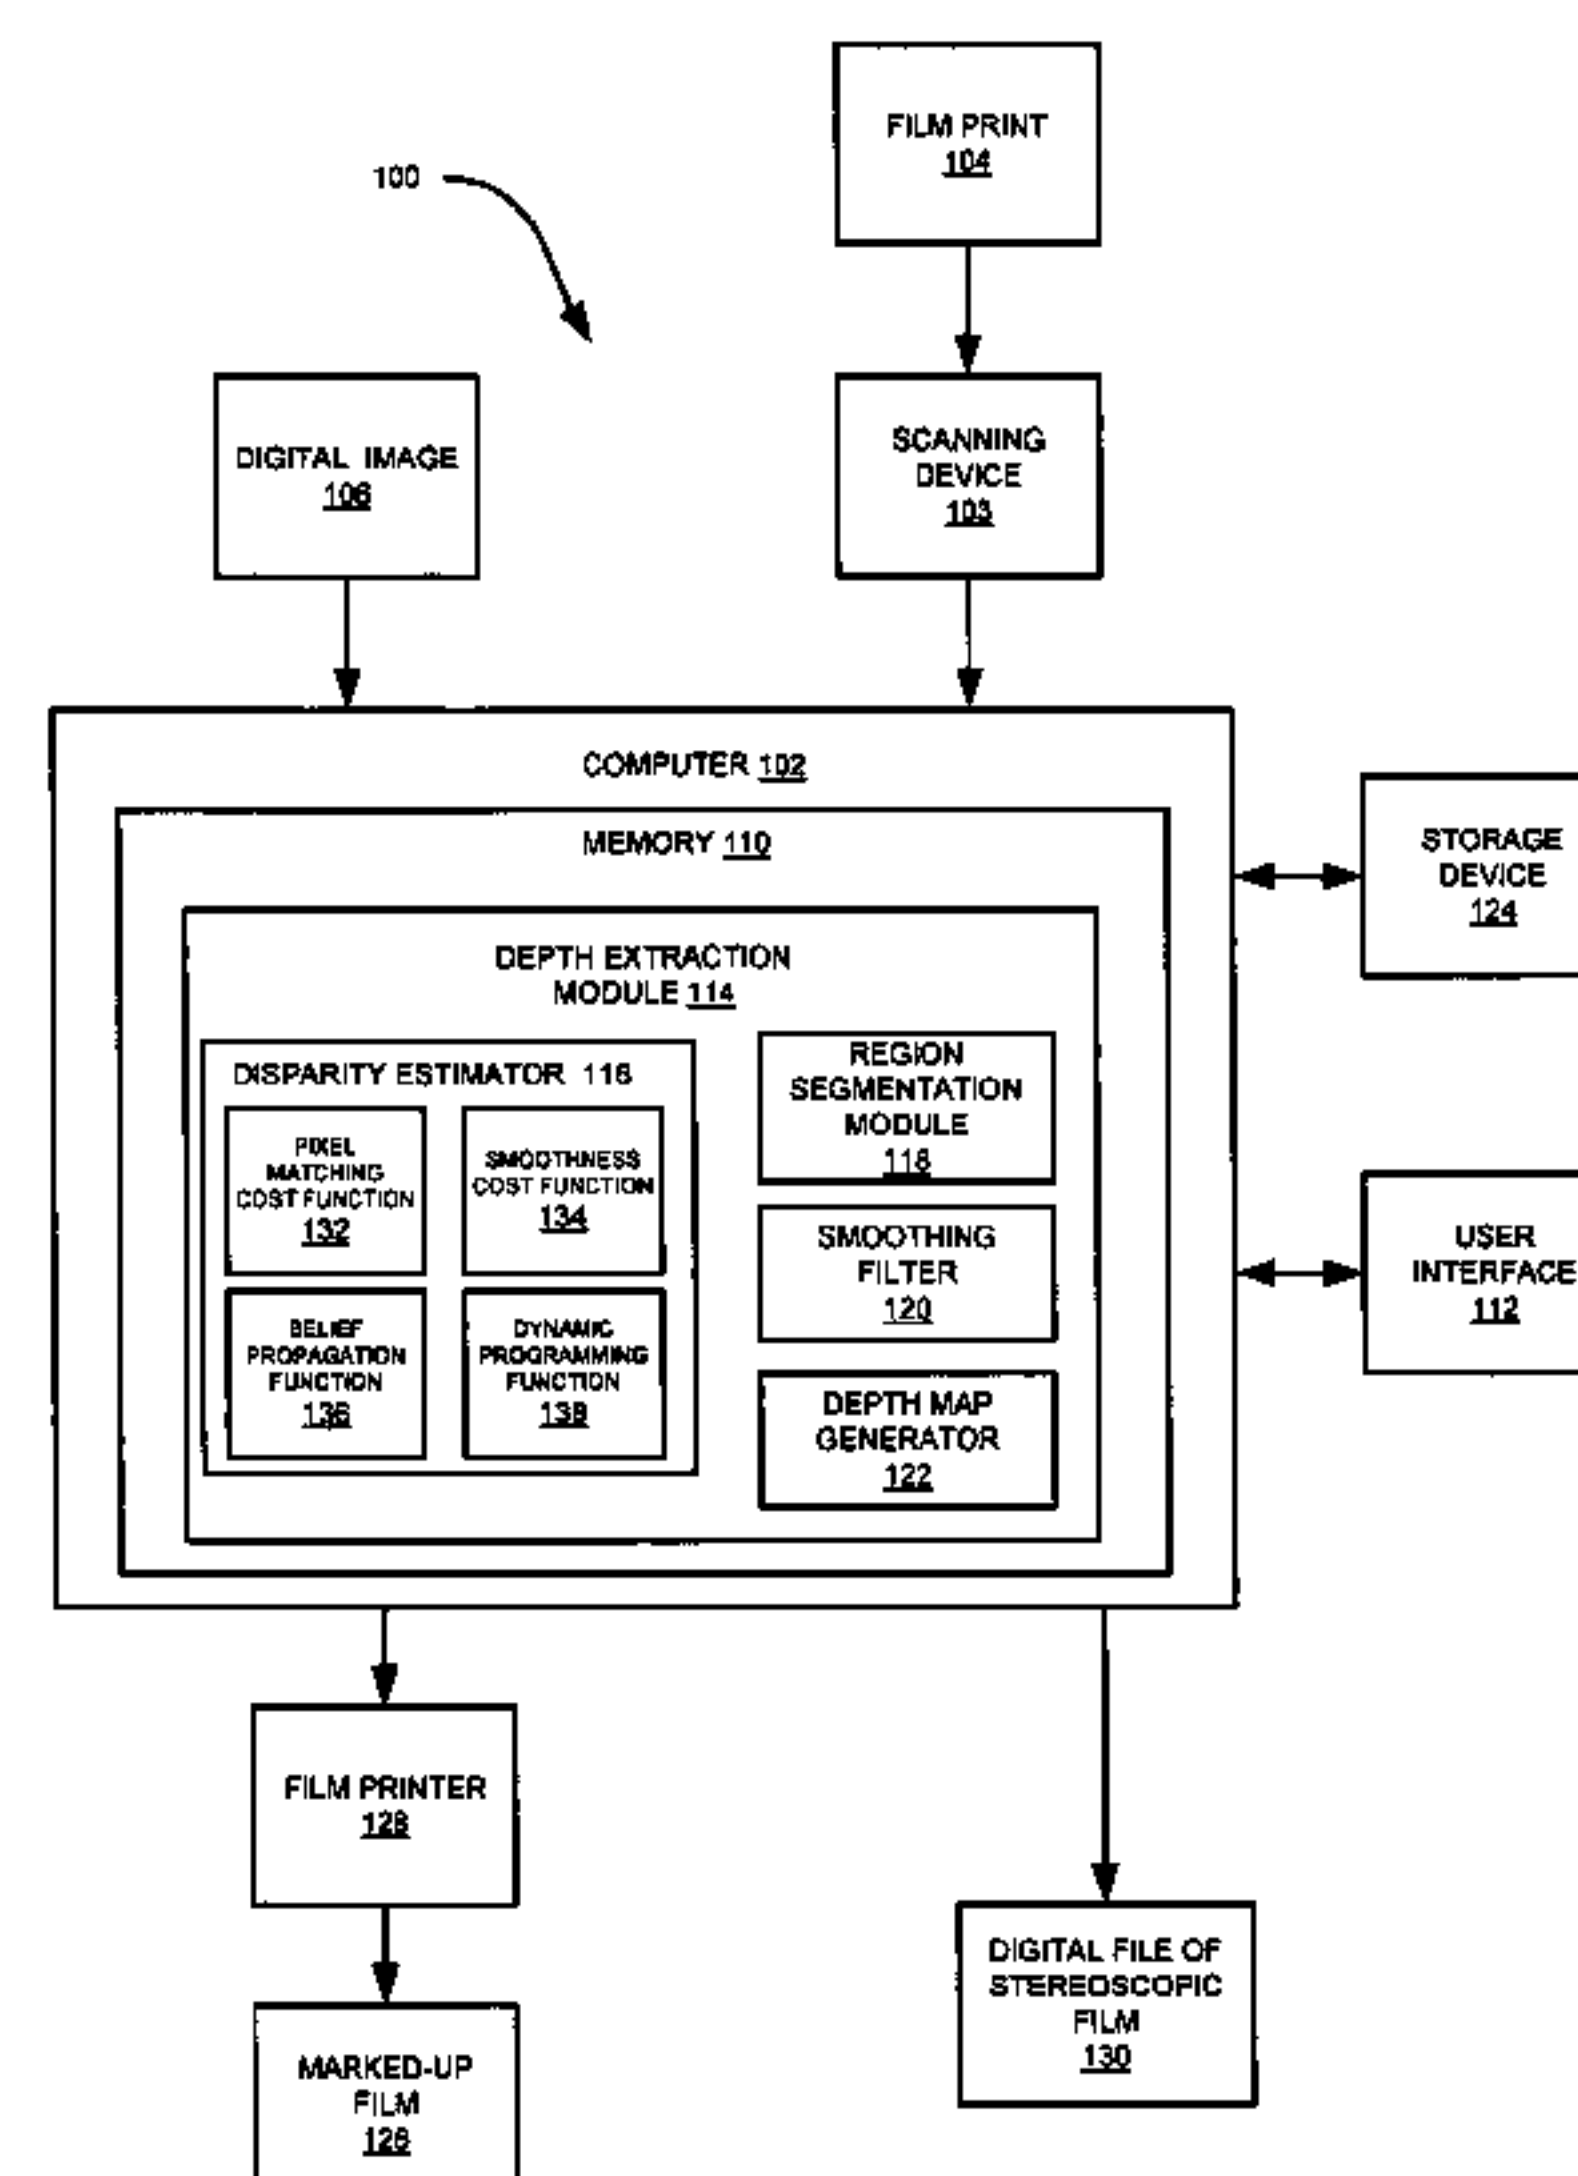 FILM PRINT
104
100
DIGITAL IMAGE
106
SCANNING
DEVICE
103
COMPUTER 102
MEMORY 110
STORAGE
DEVICE
124
DEPTH EXTRACTION
MODULE 114
DISPARITY ESTIMATOR 116
PIXEL
MATCHING
COST FUNCTION
132
SMOOTHNESS
COST FUNCTION
134
BELIEF
PROPAGATION
FUNCTION
136
DYNAMIC
PROGRAMMING
FUNCTION
138
REGION
SEGMENTATION
MODULE
118
SMOOTHING
FILTER
120
DEPTH MAP
GENERATOR
122
USER
INTERFACE
112
FILM PRINTER
128
MARKED-UP
FILM
126
DIGITAL FILE OF
STEREOSCOPIC
FILM
130